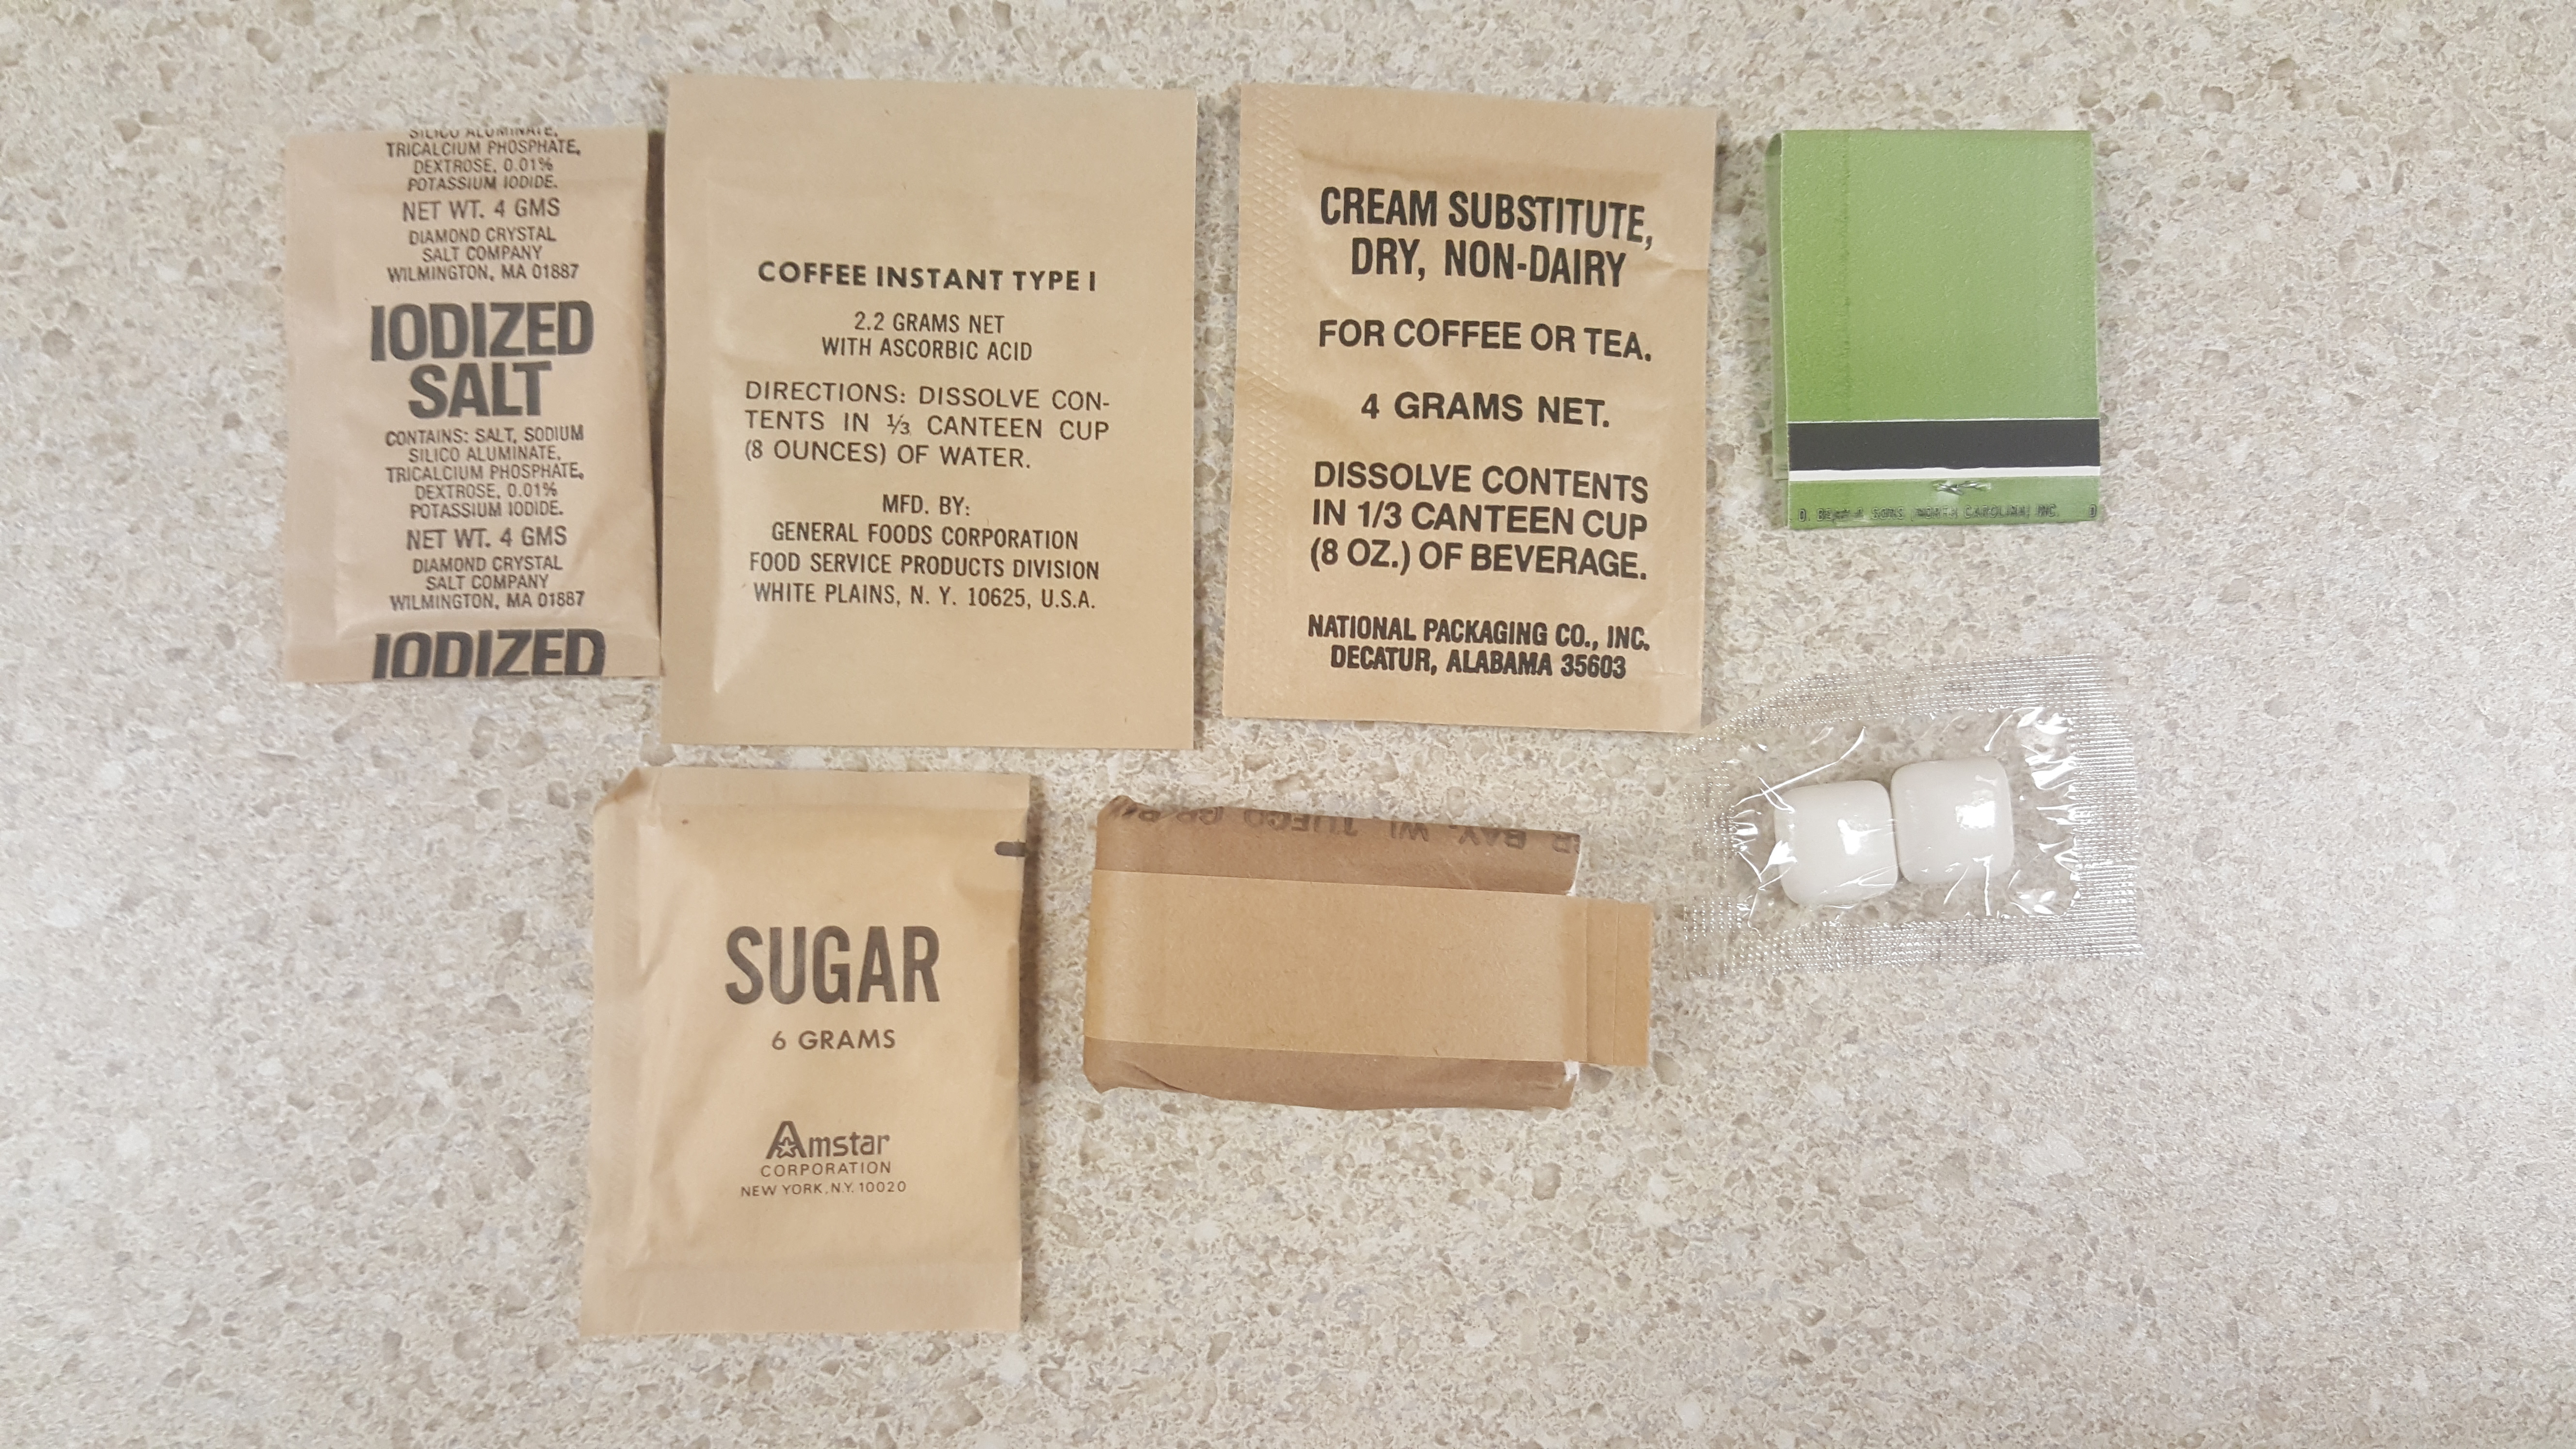 SILICO ALUMINATE,
TRICALCIUM PHOSPHATE,
DEXTROSE, 0.01%
POTASSIUM IODIDE.
NET WT. 4 GMS
DIAMOND CRYSTAL
SALT COMPANY
WILMINGTON, MA 01887
IODIZED
SALT
CONTAINS: SALT, SODIUM
SILICO ALUMINATE,
TRICALCIUM PHOSPHATE,
DEXTROSE, 0.01%
POTASSIUM IODIDE.
NET WT. 4 GMS
DIAMOND CRYSTAL
SALT COMPANY
WILMINGTON, MA 01887
IODIZED
COFFEE INSTANT TYPE I
2.2 GRAMS NET
WITH ASCORBIC ACID
DIRECTIONS: DISSOLVE CON-
TENTS IN ⅓ CANTEEN CUP
(8 OUNCES) OF WATER.
MFD. BY:
GENERAL FOODS CORPORATION
FOOD SERVICE PRODUCTS DIVISION
WHITE PLAINS, N. Y. 10625, U.S.A.
CREAM SUBSTITUTE,
DRY, NON-DAIRY
FOR COFFEE OR TEA.
4 GRAMS NET.
DISSOLVE CONTENTS
IN 1/3 CANTEEN CUP
(8 OZ.) OF BEVERAGE.
NATIONAL PACKAGING CO., INC.
DECATUR, ALABAMA 35603
D. SONS (NORTH CAROLINA) INC.
SUGAR
6 GRAMS
Amstar
CORPORATION
NEW YORK, N.Y. 10020
BAY, WI.